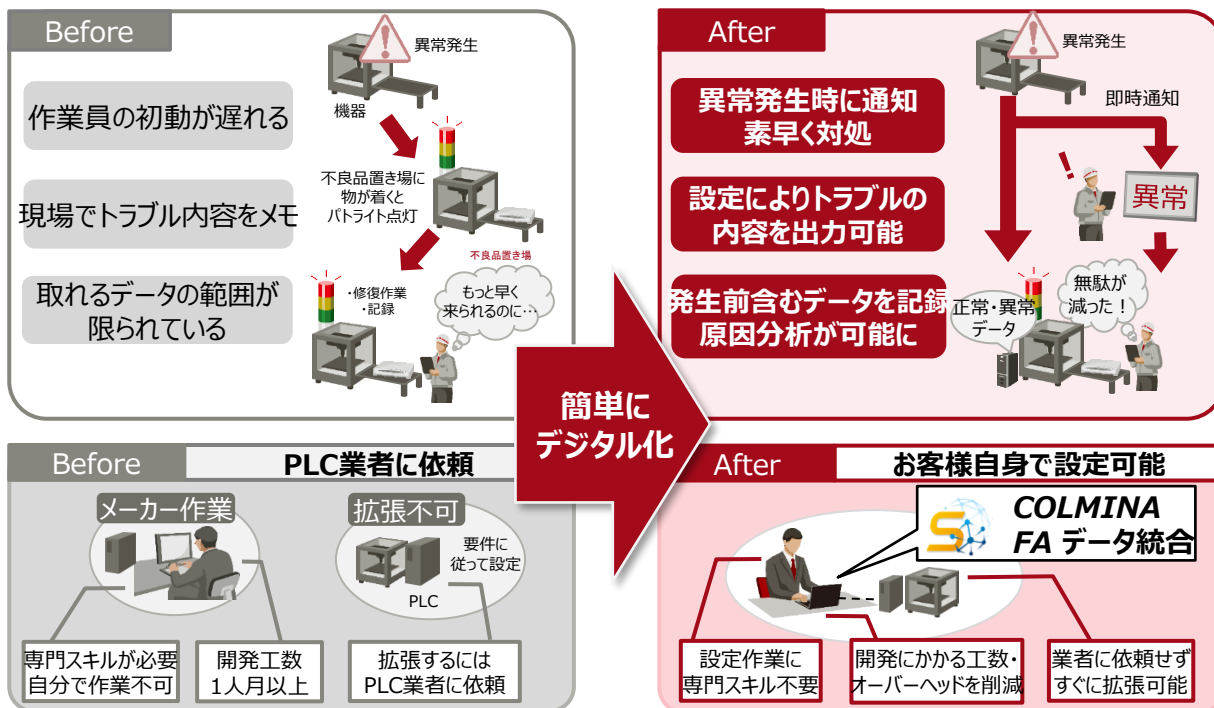 Before
異常発生
機器
作業員の初動が遅れる
不良品置き場に
物が着くと
パトライト点灯
現場でトラブル内容をメモ
不良品置き場
取れるデータの範囲が
限られている
・修復作業
・記録
もっと早く
来られるのに…
簡単に
デジタル化
After
異常発生
異常発生時に通知
素早く対処
即時通知
!
異常
設定によりトラブルの
内容を出力可能
発生前含むデータを記録
原因分析が可能に
正常・異常
データ
無駄が
減った！
Before
PLC業者に依頼
メーカー作業
拡張不可
要件に
従って設定
PLC
専門スキルが必要
自分で作業不可
開発工数
1人月以上
拡張するには
PLC業者に依頼
After
お客様自身で設定可能
COLMINA
FA データ統合
設定作業に
専門スキル不要
開発にかかる工数・
オーバーヘッドを削減
業者に依頼せず
すぐに拡張可能